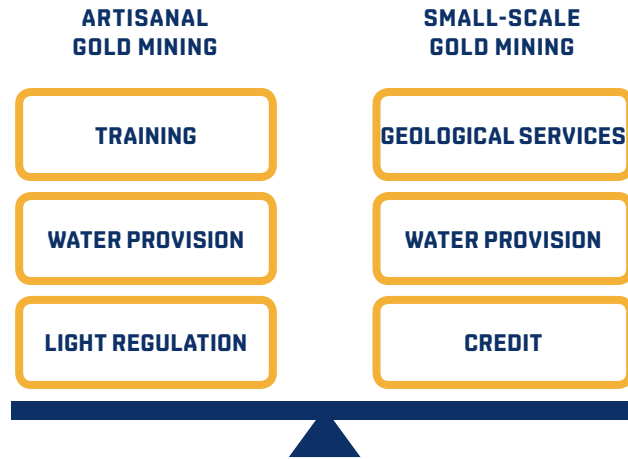 ARTISANAL
GOLD MINING
TRAINING
WATER PROVISION
LIGHT REGULATION
SMALL-SCALE
GOLD MINING
GEOLOGICAL SERVICES
WATER PROVISION
CREDIT